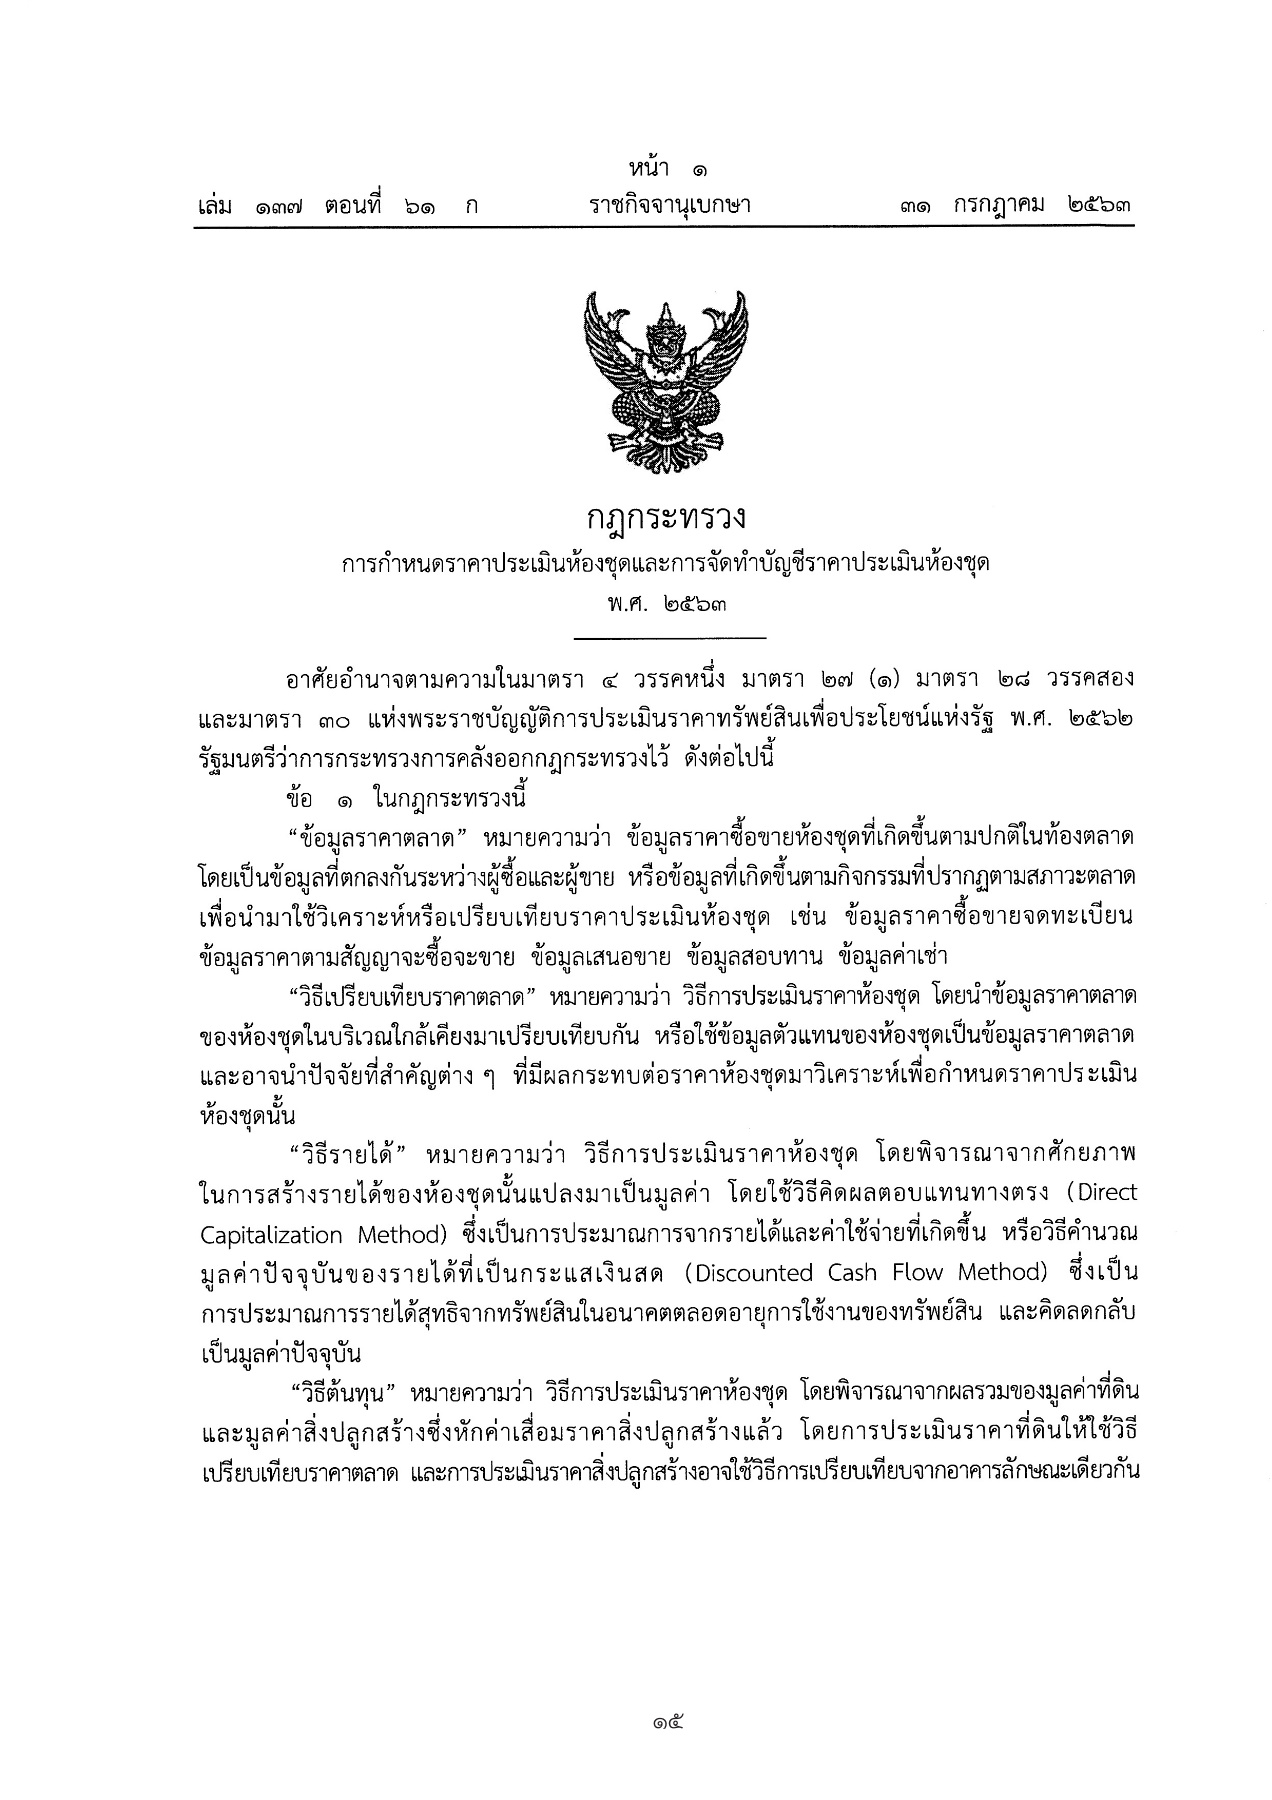 หน้า ๑
เล่ม ๑๓๗ ตอนที่ ๖๑ ก ราชกิจจานุเบกษา ๓๑ กรกฎาคม ๒๕๖๓
กฎกระทรวง
การกำหนดราคาประเมินห้องชุดและการจัดทำบัญชีราคาประเมินห้องชุด
พ.ศ. ๒๕๖๓
อาศัยอำนาจตามความในมาตรา ๔ วรรคหนึ่ง มาตรา ๒๗ (๑) มาตรา ๒๘ วรรคสอง
และมาตรา ๓๐ แห่งพระราชบัญญัติการประเมินราคาทรัพย์สินเพื่อประโยชน์แห่งรัฐ พ.ศ. ๒๕๖๒
รัฐมนตรีว่าการกระทรวงการคลังออกกฎกระทรวงไว้ ดังต่อไปนี้
ข้อ ๑ ในกฎกระทรวงนี้
“ข้อมูลราคาตลาด” หมายความว่า ข้อมูลราคาซื้อขายห้องชุดที่เกิดขึ้นตามปกติในท้องตลาด
โดยเป็นข้อมูลที่ตกลงกันระหว่างผู้ซื้อและผู้ขาย หรือข้อมูลที่เกิดขึ้นตามกิจกรรมที่ปรากฏตามสภาวะตลาด
เพื่อนำมาใช้วิเคราะห์หรือเปรียบเทียบราคาประเมินห้องชุด เช่น ข้อมูลราคาซื้อขายจดทะเบียน
ข้อมูลราคาตามสัญญาจะซื้อจะขาย ข้อมูลเสนอขาย ข้อมูลสอบทาน ข้อมูลค่าเช่า
“วิธีเปรียบเทียบราคาตลาด” หมายความว่า วิธีการประเมินราคาห้องชุด โดยนำข้อมูลราคาตลาด
ของห้องชุดในบริเวณใกล้เคียงมาเปรียบเทียบกัน หรือใช้ข้อมูลตัวแทนของห้องชุดเป็นข้อมูลราคาตลาด
และอาจนำปัจจัยที่สำคัญต่าง ๆ ที่มีผลกระทบต่อราคาห้องชุดมาวิเคราะห์เพื่อกำหนดราคาประเมิน
ห้องชุดนั้น
“วิธีรายได้” หมายความว่า วิธีการประเมินราคาห้องชุด โดยพิจารณาจากศักยภาพ
ในการสร้างรายได้ของห้องชุดนั้นแปลงมาเป็นมูลค่า โดยใช้วิธีคิดผลตอบแทนทางตรง (Direct
Capitalization Method) ซึ่งเป็นการประมาณการจากรายได้และค่าใช้จ่ายที่เกิดขึ้น หรือวิธีคำนวณ
มูลค่าปัจจุบันของรายได้ที่เป็นกระแสเงินสด (Discounted Cash Flow Method) ซึ่งเป็น
การประมาณการรายได้สุทธิจากทรัพย์สินในอนาคตตลอดอายุการใช้งานของทรัพย์สิน และคิดลดกลับ
เป็นมูลค่าปัจจุบัน
“วิธีต้นทุน” หมายความว่า วิธีการประเมินราคาห้องชุด โดยพิจารณาจากผลรวมของมูลค่าที่ดิน
และมูลค่าสิ่งปลูกสร้างซึ่งหักค่าเสื่อมราคาสิ่งปลูกสร้างแล้ว โดยการประเมินราคาที่ดินให้ใช้วิธี
เปรียบเทียบราคาตลาด และการประเมินราคาสิ่งปลูกสร้างอาจใช้วิธีการเปรียบเทียบจากอาคารลักษณะเดียวกัน
๑๕